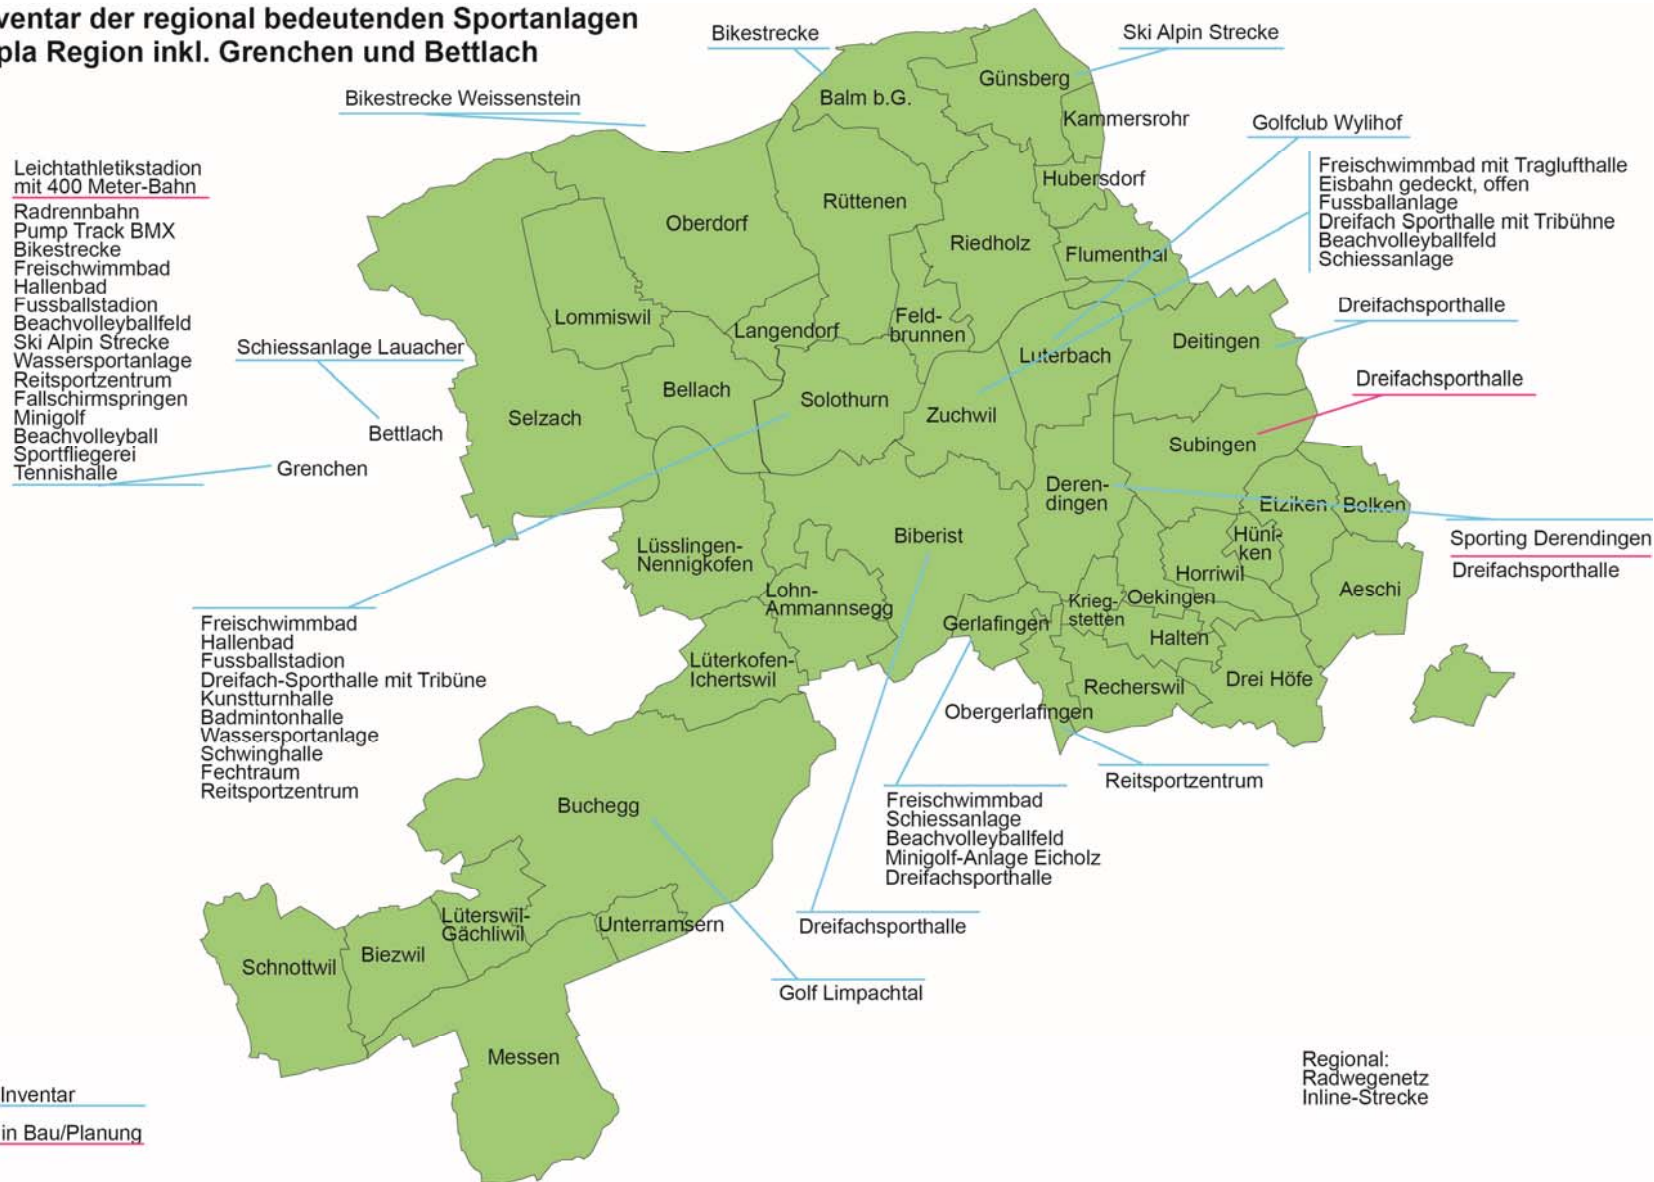 ventar der regional bedeutenden Sportanlagen
pla Region inkl. Grenchen und Bettlach
Bikestrecke
Ski Alpin Strecke
Bikestrecke Weissenstein
Golfclub Wylihof
Leichtathletikstadion
mit 400 Meter-Bahn
Radrennbahn
Pump Track BMX
Bikestrecke
Freischwimmbad
Hallenbad
Fussballstadion
Beachvolleyballfeld
Ski Alpin Strecke
Wassersportanlage
Reitsportzentrum
Fallschirmspringen
Minigolf
Beachvolleyball
Sportfliegerei
Tennishalle
Schiessanlage Lauacher
Bettlach
Grenchen
Freischwimmbad mit Traglufthalle
Eisbahn gedeckt, offen
Fussballanlage
Dreifach Sporthalle mit Tribühne
Beachvolleyballfeld
Schiessanlage
Dreifachsporthalle
Dreifachsporthalle
Sporting Derendingen
Dreifachsporthalle
Balm b.G.
Günsberg
Kammersrohr
Hubersdorf
Rüttenen
Oberdorf
Riedholz
Flumenthal
Lommiswil
Langendorf
Feld-
brunnen
Luterbach
Deitingen
Selzach
Bellach
Solothurn
Zuchwil
Subingen
Deren-
dingen
Etziken
Bolken
Biberist
Hüni-
ken
Lüsslingen-
Nennigkofen
Horriwil
Aeschi
Lohn-
Ammannsegg
Krieg-
stetten
Oekingen
Gerlafingen
Halten
Lüterkofen-
Ichertswil
Recherswil
Drei Höfe
Obergerlafingen
Freischwimmbad
Hallenbad
Fussballstadion
Dreifach-Sporthalle mit Tribüne
Kunstturnhalle
Badmintonhalle
Wassersportanlage
Schwinghalle
Fechtraum
Reitsportzentrum
Reitsportzentrum
Freischwimmbad
Schiessanlage
Beachvolleyballfeld
Minigolf-Anlage Eicholz
Dreifachsporthalle
Buchegg
Dreifachsporthalle
Lüterswil-
Gächliwil
Unterramsern
Biezwil
Schnottwil
Golf Limpachtal
Messen
Inventar
in Bau/Planung
Regional:
Radwegenetz
Inline-Strecke